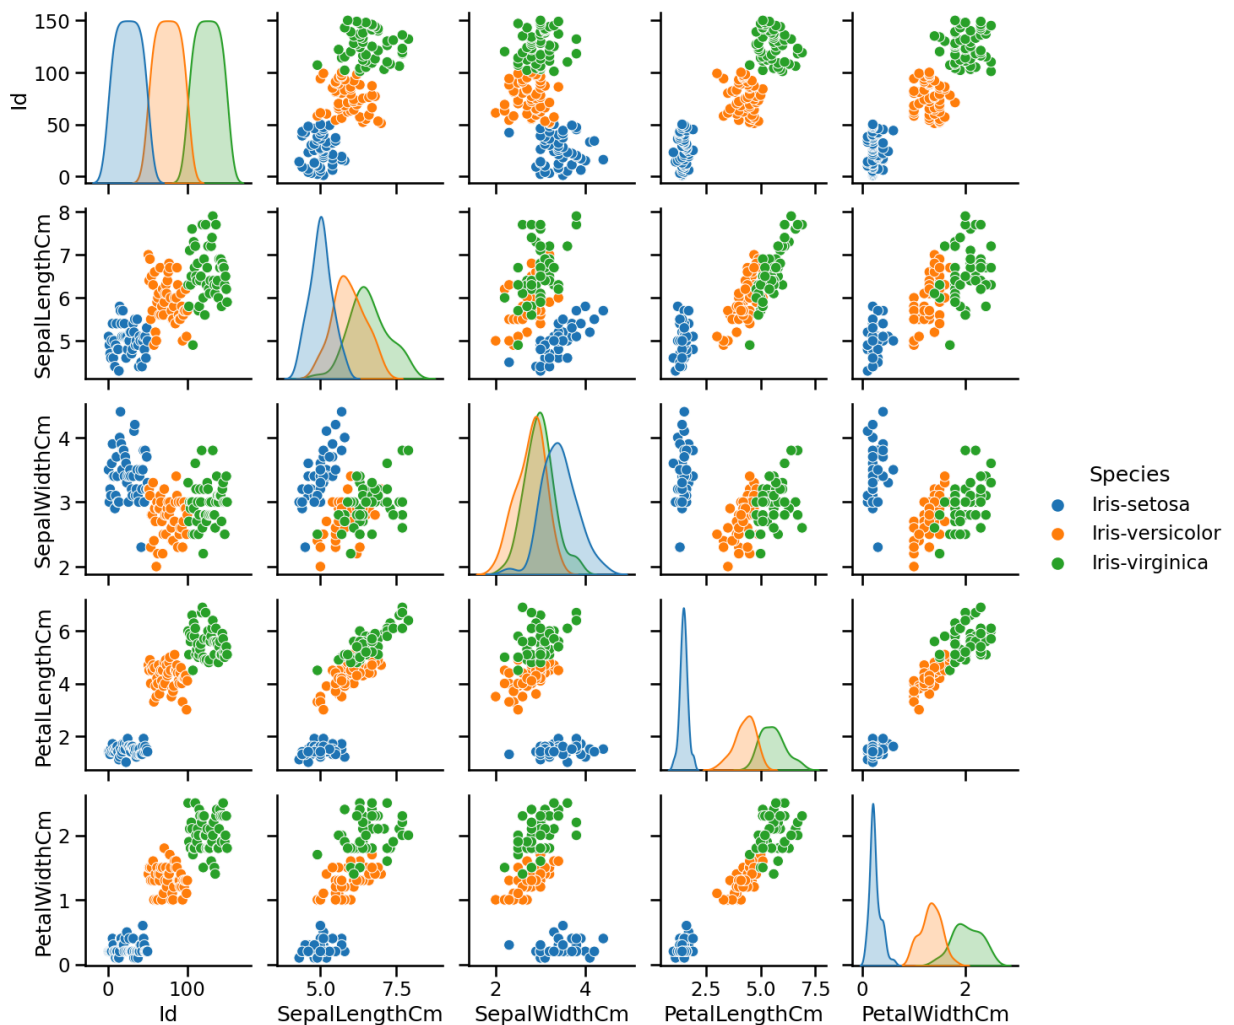 150
100
50
0
Id
8
7
6
5
4
SepalLengthCm
4
3
2
SepalWidthCm
6
4
2
PetalLengthCm
2
1
0
PetalWidthCm
0 100
Id
5.0 7.5
SepalLengthCm
2 4
SepalWidthCm
2.5 5.0 7.5
PetalLengthCm
0 2
PetalWidthCm
Species
Iris-setosa
Iris-versicolor
Iris-virginica